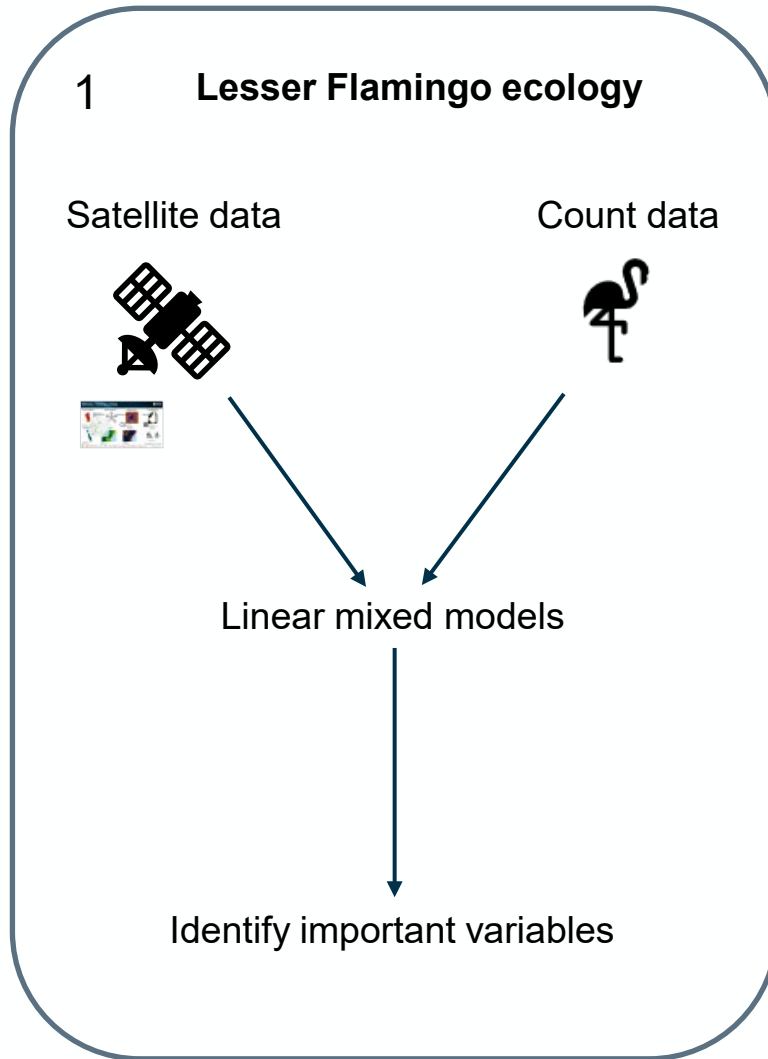 1 Lesser Flamingo ecology
Satellite data
Count data
Linear mixed models
Identify important variables